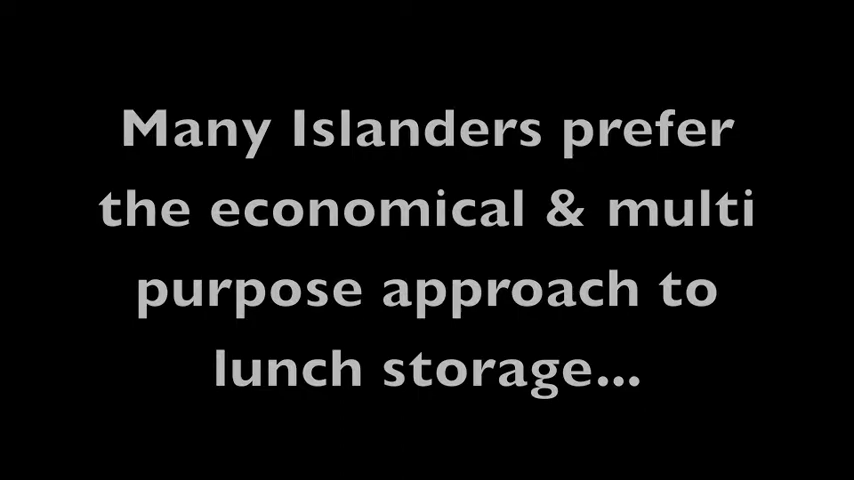 Many Islanders prefer
the economical & multi
purpose approach to
lunch storage...